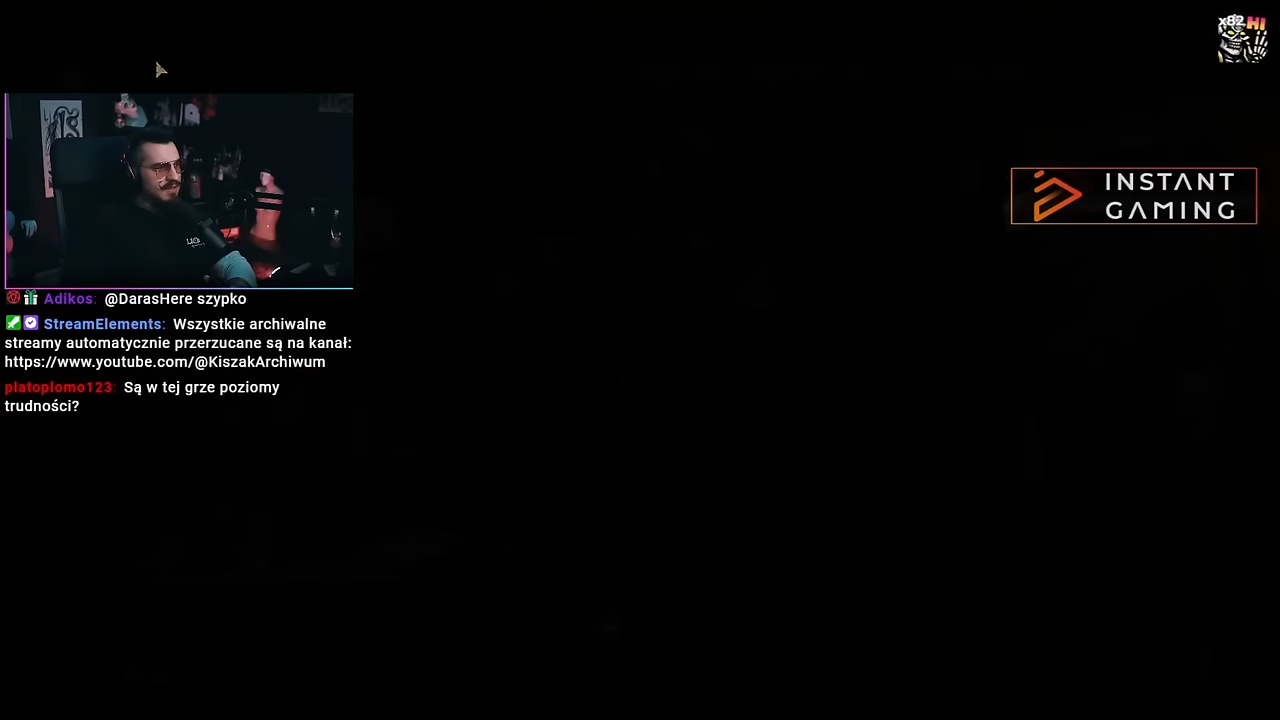 x82 HI
INSTANT
GAMING
Adikos: @DarasHere szypko
StreamElements: Wszystkie archiwalne
streamy automatycznie przerzucane są na kanał:
https://www.youtube.com/@KiszakArchiwum
platoplomo123: Są w tej grze poziomy
trudności?